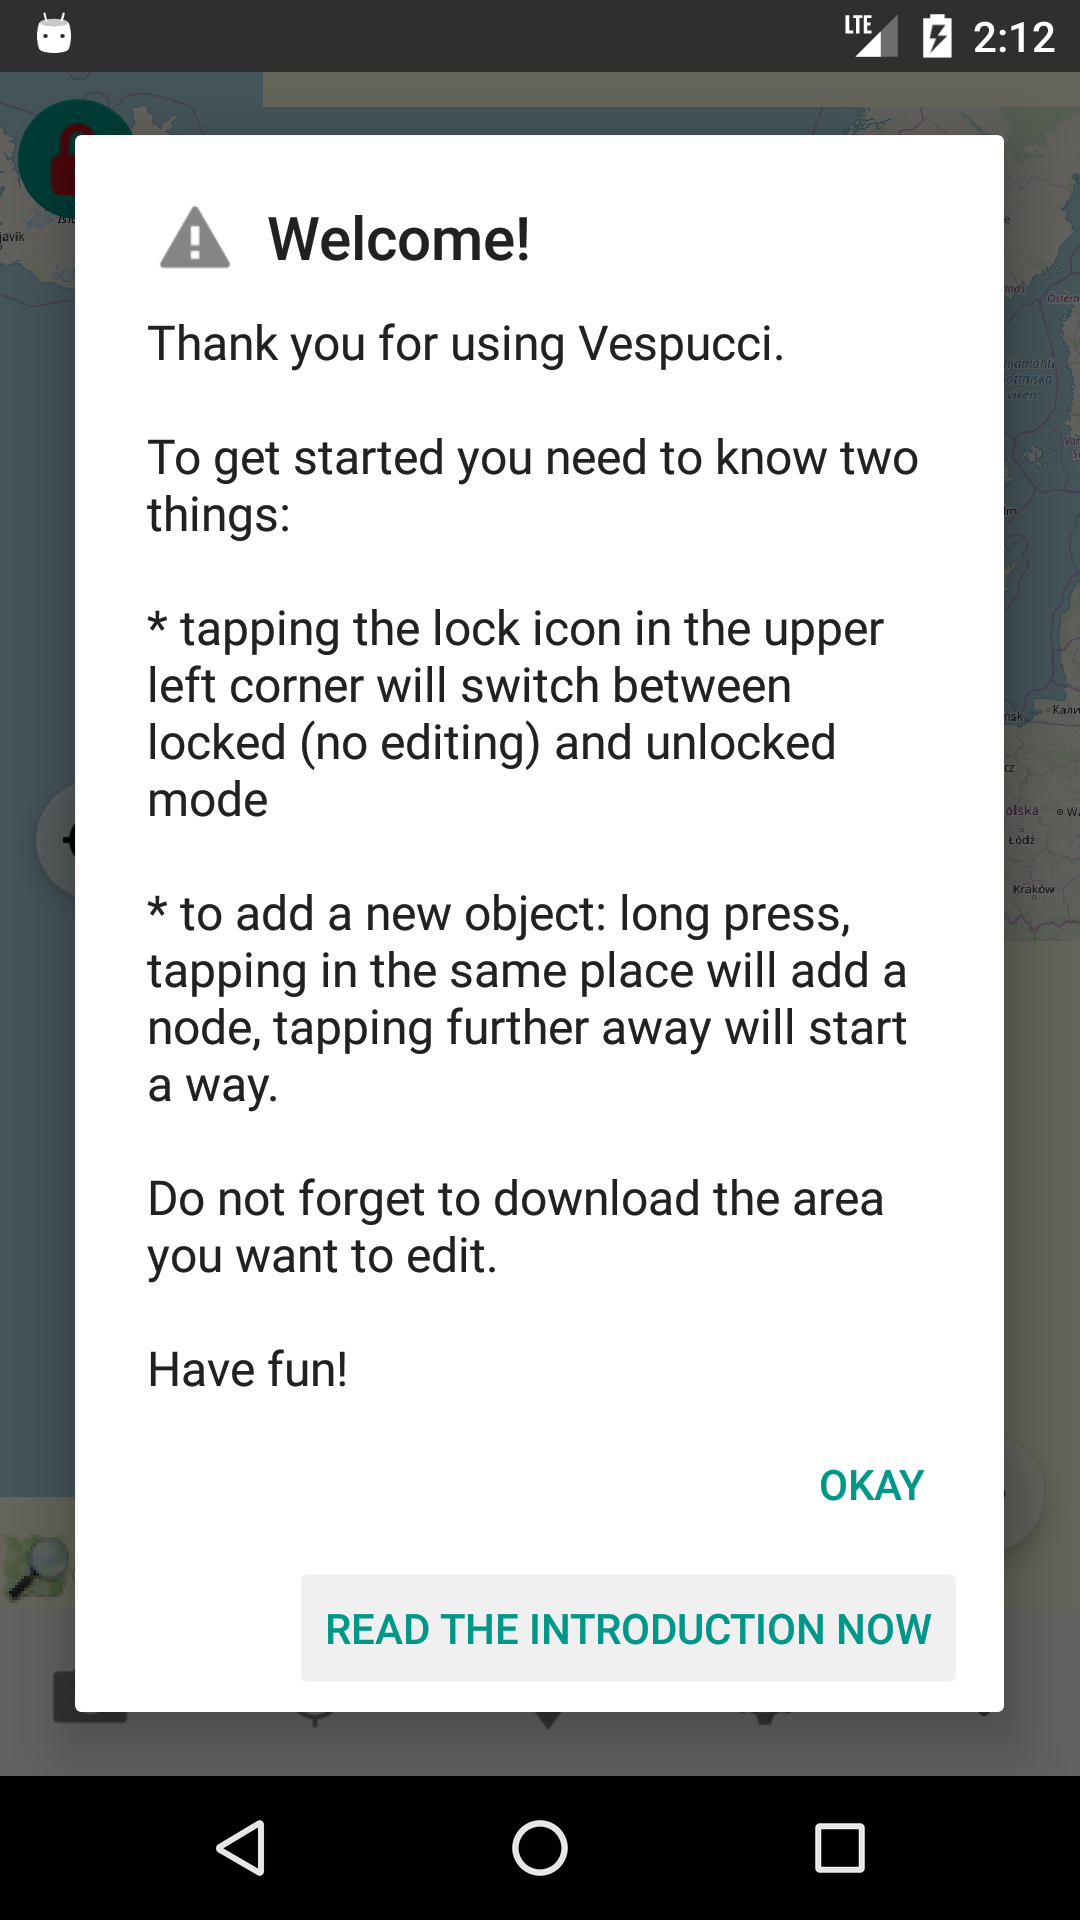 LTE 2:12
Welcome!
Thank you for using Vespucci.
To get started you need to know two
things:
* tapping the lock icon in the upper
left corner will switch between
locked (no editing) and unlocked
mode
* to add a new object: long press,
tapping in the same place will add a
node, tapping further away will start
a way.
Do not forget to download the area
you want to edit.
Have fun!
OKAY
READ THE INTRODUCTION NOW
viken
Łódź
Kraków